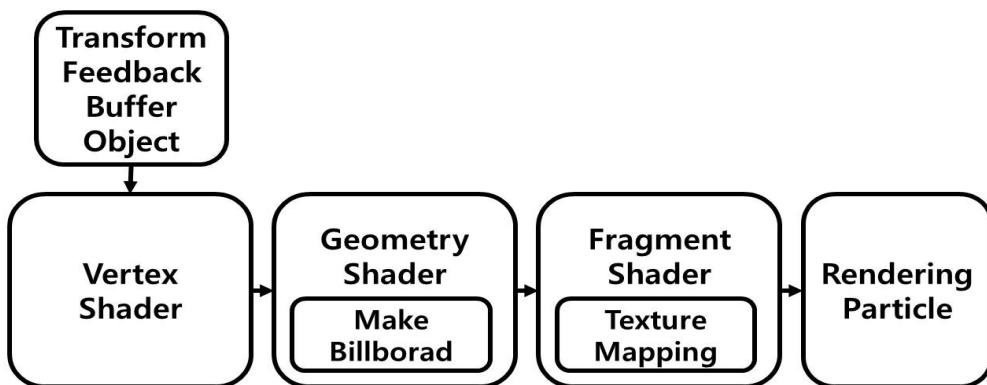 Transform
Feedback
Buffer
Object
Vertex
Shader
Geometry
Shader
Make
Billborad
Fragment
Shader
Texture
Mapping
Rendering
Particle